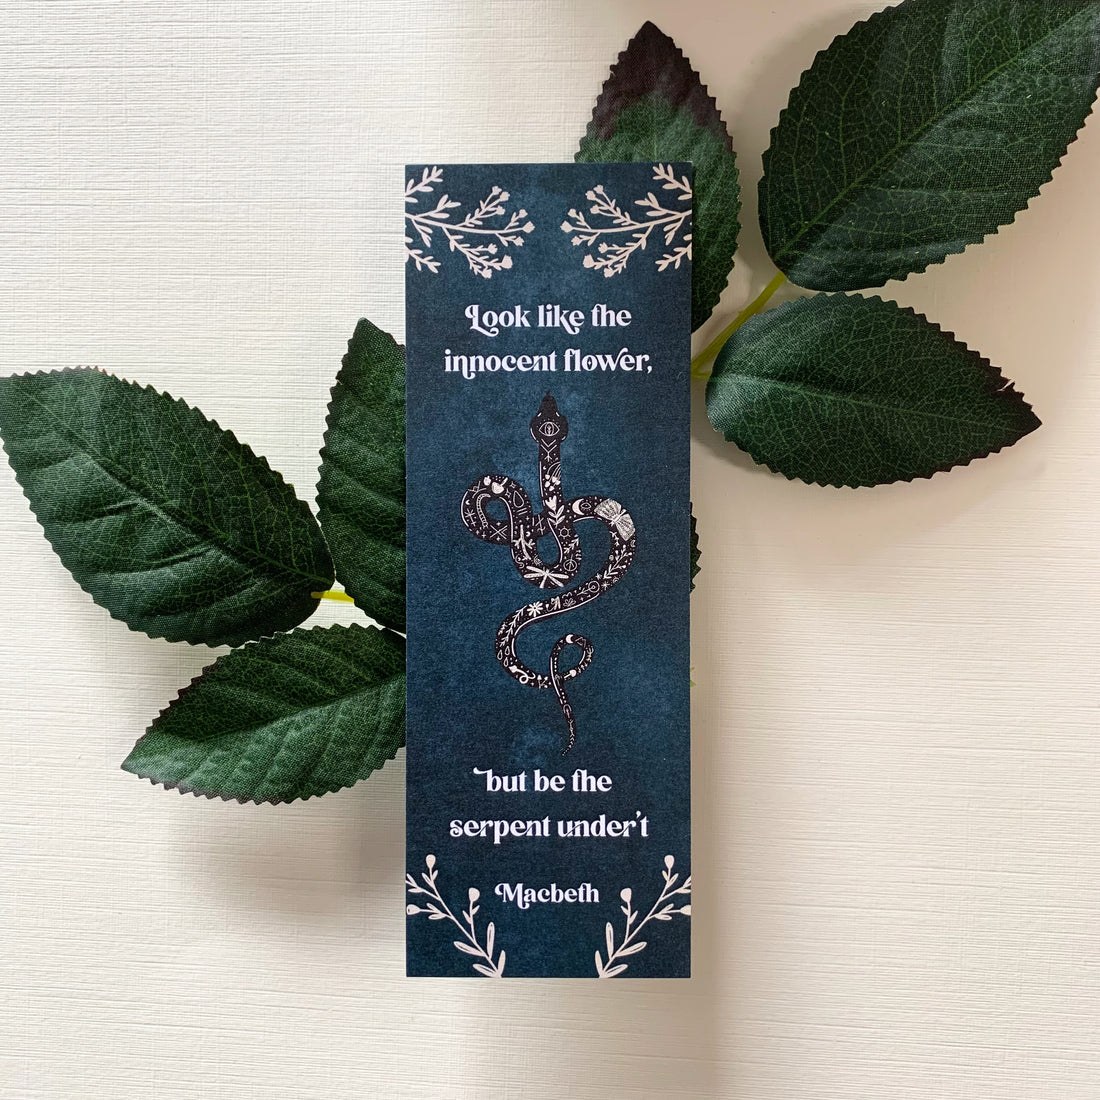 Look like the
innocent flower,
but be the
serpent under't
Macbeth